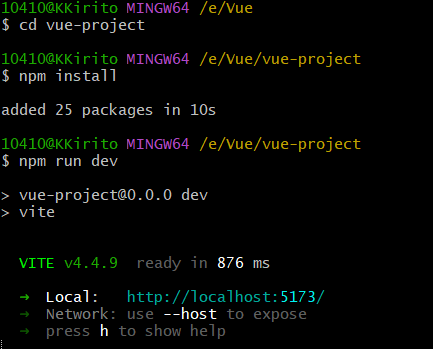 10410@KKirito MINGW64 /e/Vue
$ cd vue-project
10410@KKirito MINGW64 /e/Vue/vue-project
$ npm install
added 25 packages in 10s
10410@KKirito MINGW64 /e/Vue/vue-project
$ npm run dev
> vue-project@0.0.0 dev
> vite
VITE v4.4.9 ready in 876 ms
➜ Local: http://localhost:5173/
➜ Network: use --host to expose
➜ press h to show help